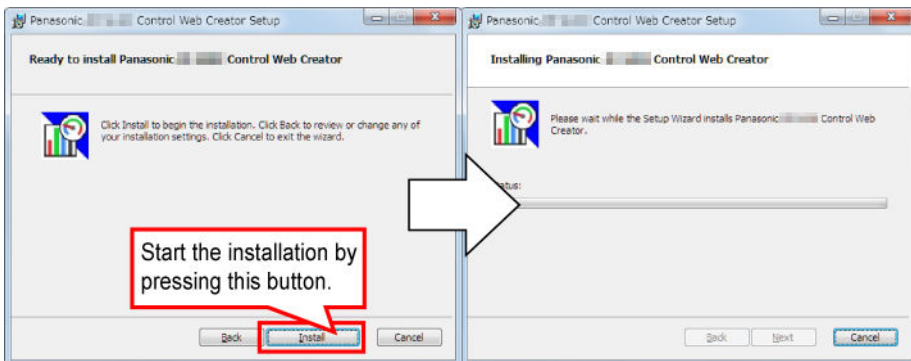 Panasonic Control Web Creator Setup
Ready to install Panasonic Control Web Creator
Click Install to begin the installation. Click Back to review or change any of
your installation settings. Click Cancel to exit the wizard.
Start the installation by
pressing this button.
Back Install Cancel
Panasonic Control Web Creator Setup
Installing Panasonic Control Web Creator
Please wait while the Setup Wizard installs Panasonic Control Web
Creator.
atus:
Back Next Cancel